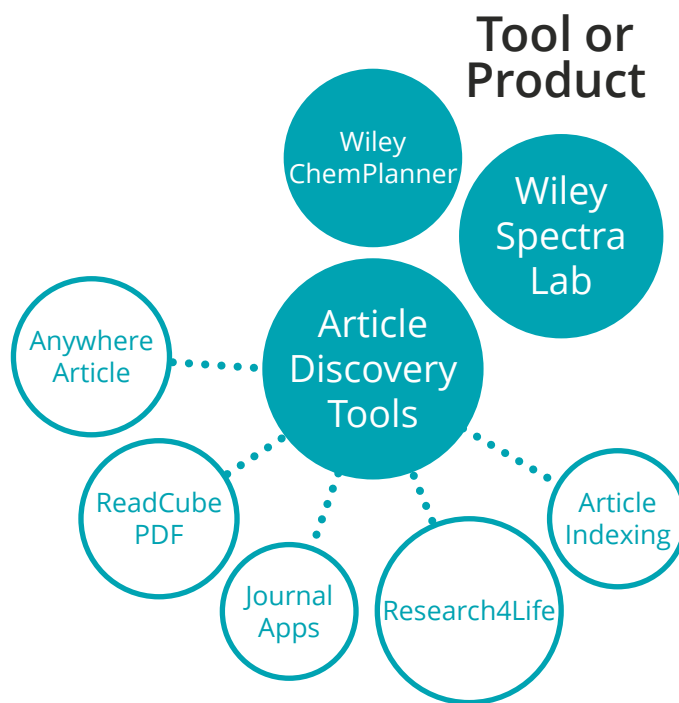 Tool or
Product
Wiley
ChemPlanner
Wiley
Spectra
Lab
Article
Discovery
Tools
Anywhere
Article
ReadCube
PDF
Journal
Apps
Research4Life
Article
Indexing